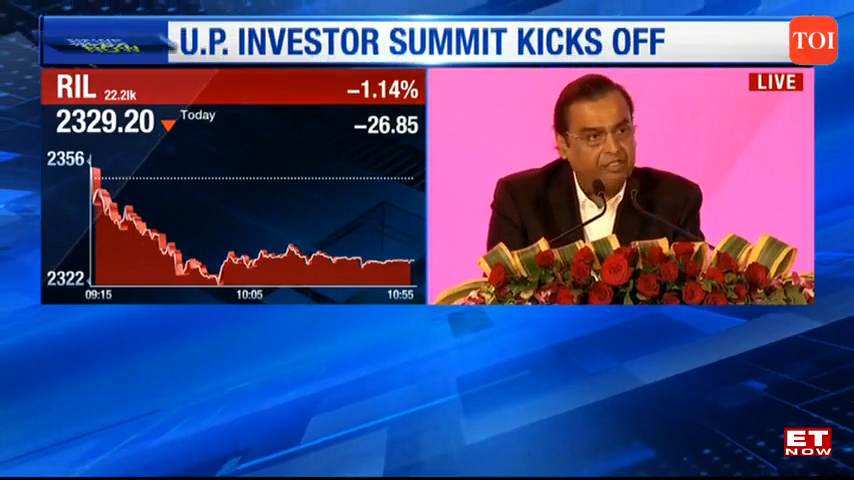 U.P. INVESTOR SUMMIT KICKS OFF
TOI
RIL 22.2lk -1.14%
2329.20 Today -26.85
2356
2322
09:15 10:05 10:55
LIVE
ET
NOW